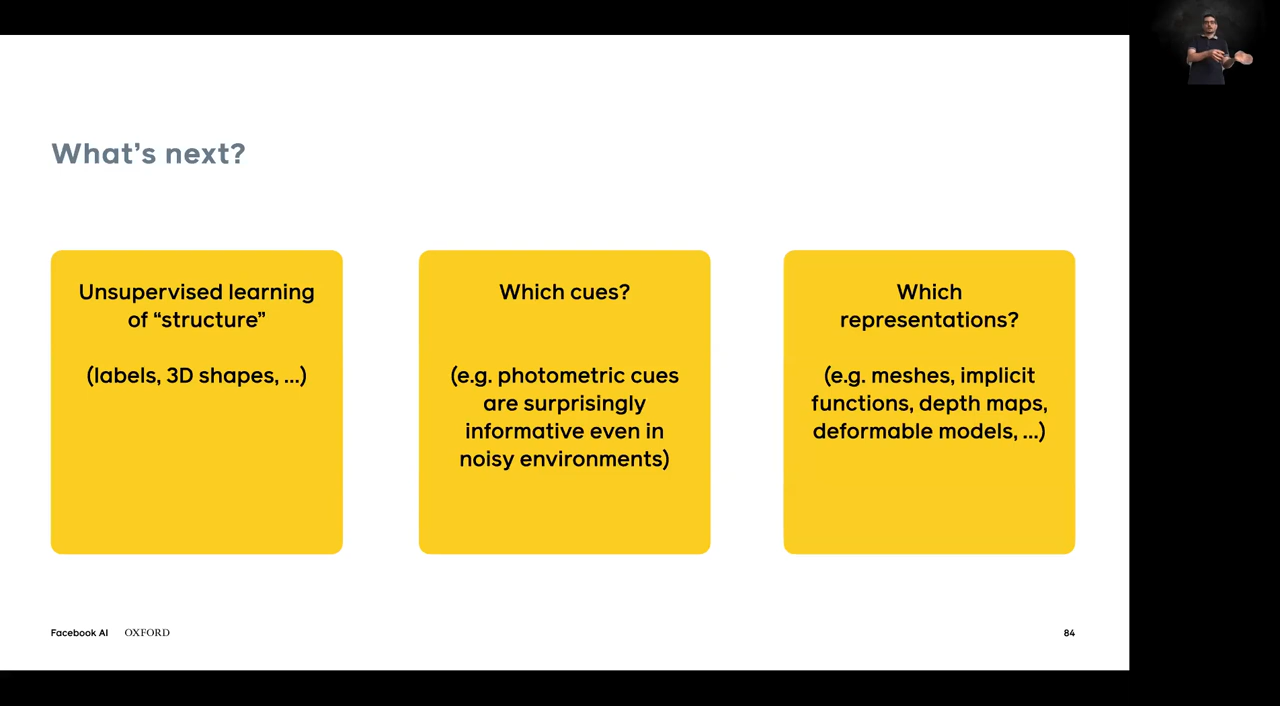 What's next?
Unsupervised learning
of “structure”
(labels, 3D shapes, ...)
Which cues?
(e.g. photometric cues
are surprisingly
informative even in
noisy environments)
Which
representations?
(e.g. meshes, implicit
functions, depth maps,
deformable models, ...)
Facebook AI OXFORD
84